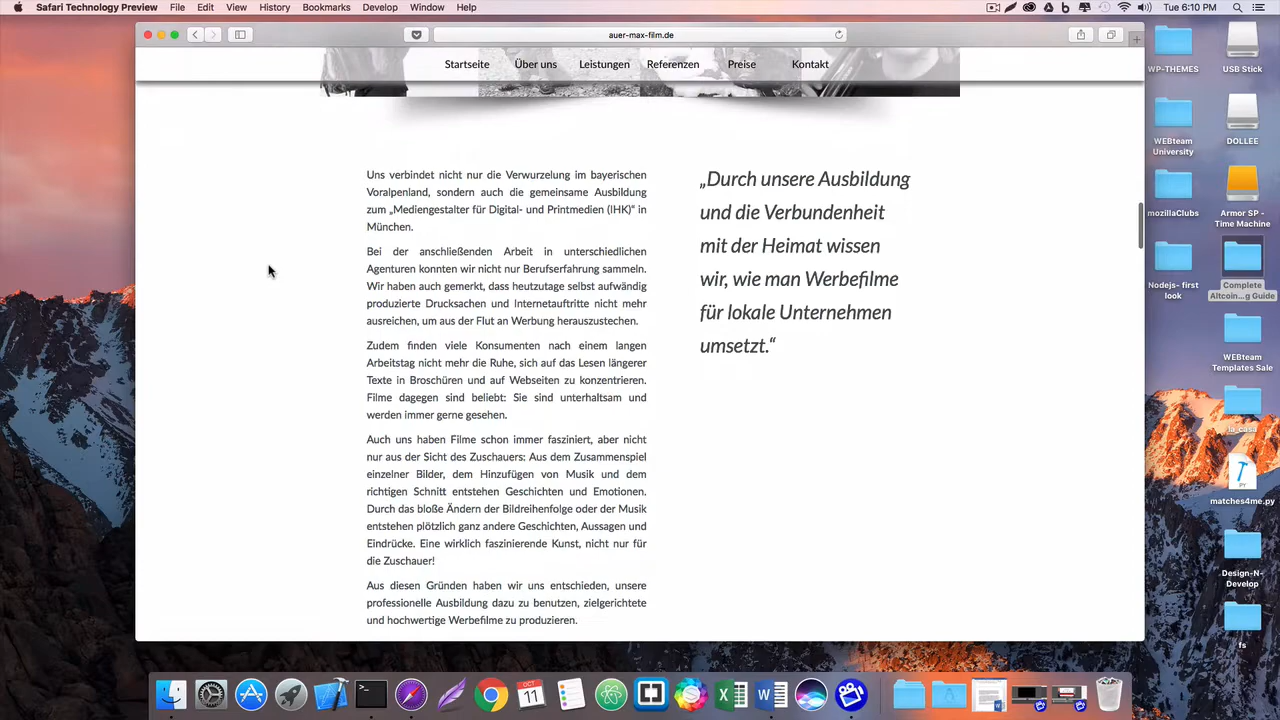 Safari Technology Preview File Edit View History Bookmarks Develop Window Help Tue 6:10 PM
auer-max-film.de
Startseite Über uns Leistungen Referenzen Preise Kontakt
Uns verbindet nicht nur die Verwurzelung im bayerischen
Voralpenland, sondern auch die gemeinsame Ausbildung
zum „Mediengestalter für Digital- und Printmedien (IHK)“ in
München.
Bei der anschließenden Arbeit in unterschiedlichen
Agenturen konnten wir nicht nur Berufserfahrung sammeln.
Wir haben auch gemerkt, dass heutzutage selbst aufwändig
produzierte Drucksachen und Internetauftritte nicht mehr
ausreichen, um aus der Flut an Werbung herauszustechen.
Zudem finden viele Konsumenten nach einem langen
Arbeitstag nicht mehr die Ruhe, sich auf das Lesen längerer
Texte in Broschüren und auf Webseiten zu konzentrieren.
Filme dagegen sind beliebt: Sie sind unterhaltsam und
werden immer gerne gesehen.
Auch uns haben Filme schon immer fasziniert, aber nicht
nur aus der Sicht des Zuschauers: Aus dem Zusammenspiel
einzelner Bilder, dem Hinzufügen von Musik und dem
richtigen Schnitt entstehen Geschichten und Emotionen.
Durch das bloße Ändern der Bildreihenfolge oder der Musik
entstehen plötzlich ganz andere Geschichten, Aussagen und
Eindrücke. Eine wirklich faszinierende Kunst, nicht nur für
die Zuschauer!
Aus diesen Gründen haben wir uns entschieden, unsere
professionelle Ausbildung dazu zu benutzen, zielgerichtete
und hochwertige Werbefilme zu produzieren.
„Durch unsere Ausbildung
und die Verbundenheit
mit der Heimat wissen
wir, wie man Werbefilme
für lokale Unternehmen
umsetzt.“
WP-THEMES
WEBteam
University
mozillaClubs
Nodejs- first
look
USB Stick
DOLLEE
Armor SP -
Time Machine
Complete
Altcoin...g Guide
WEBteam
Templates Sale
la_casa
PY
matches4me.py
Design-N-
Develop
fs
OCT
11